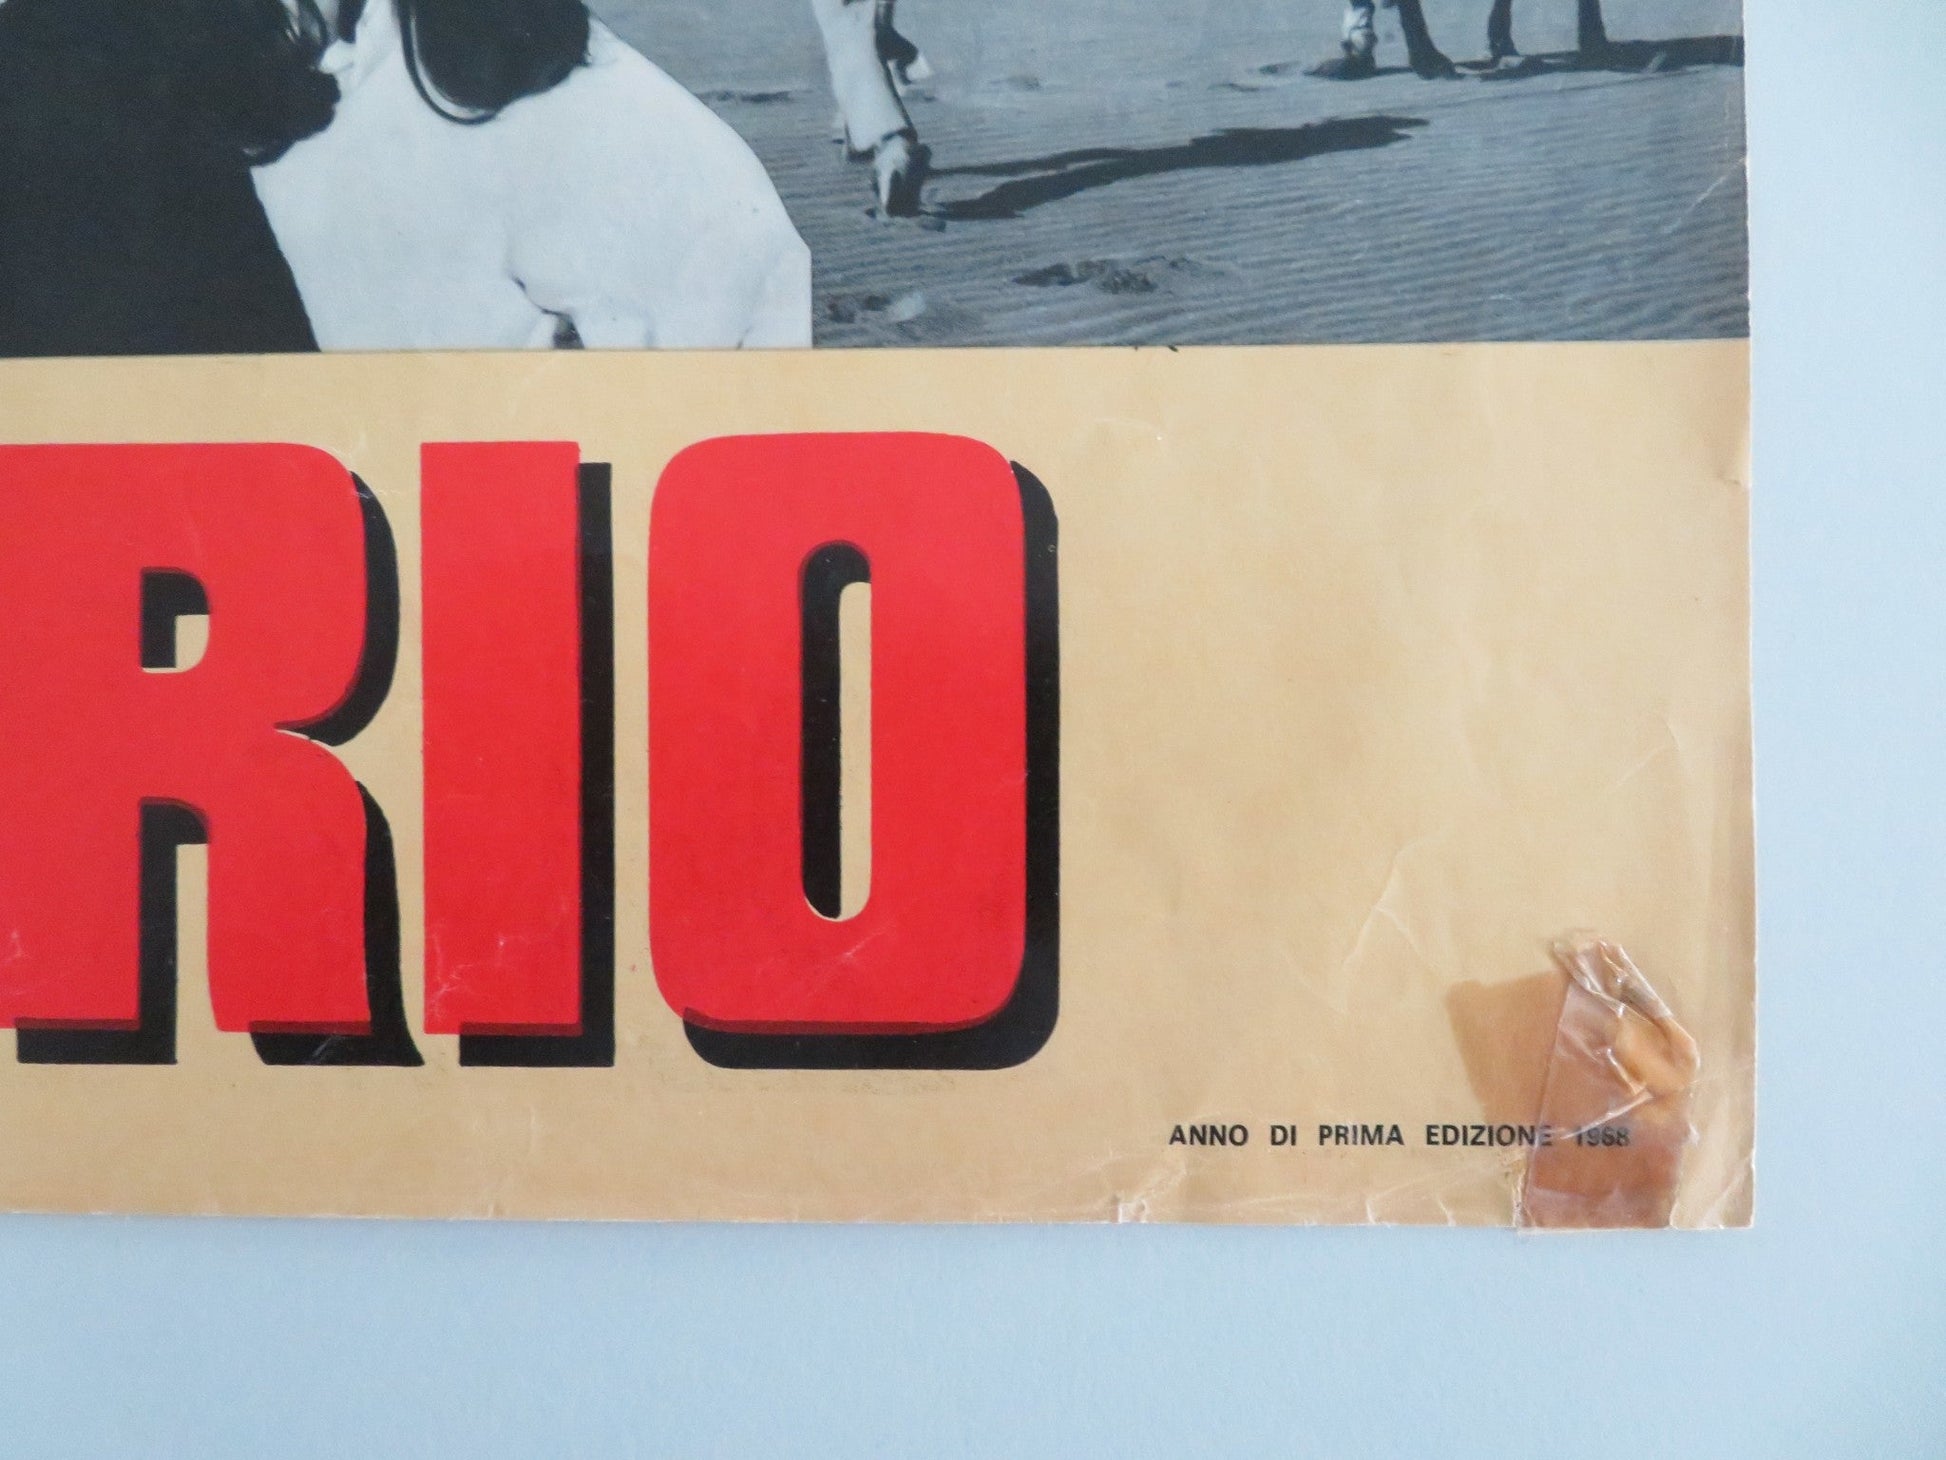 RIO
ANNO DI PRIMA EDIZIONE 1968